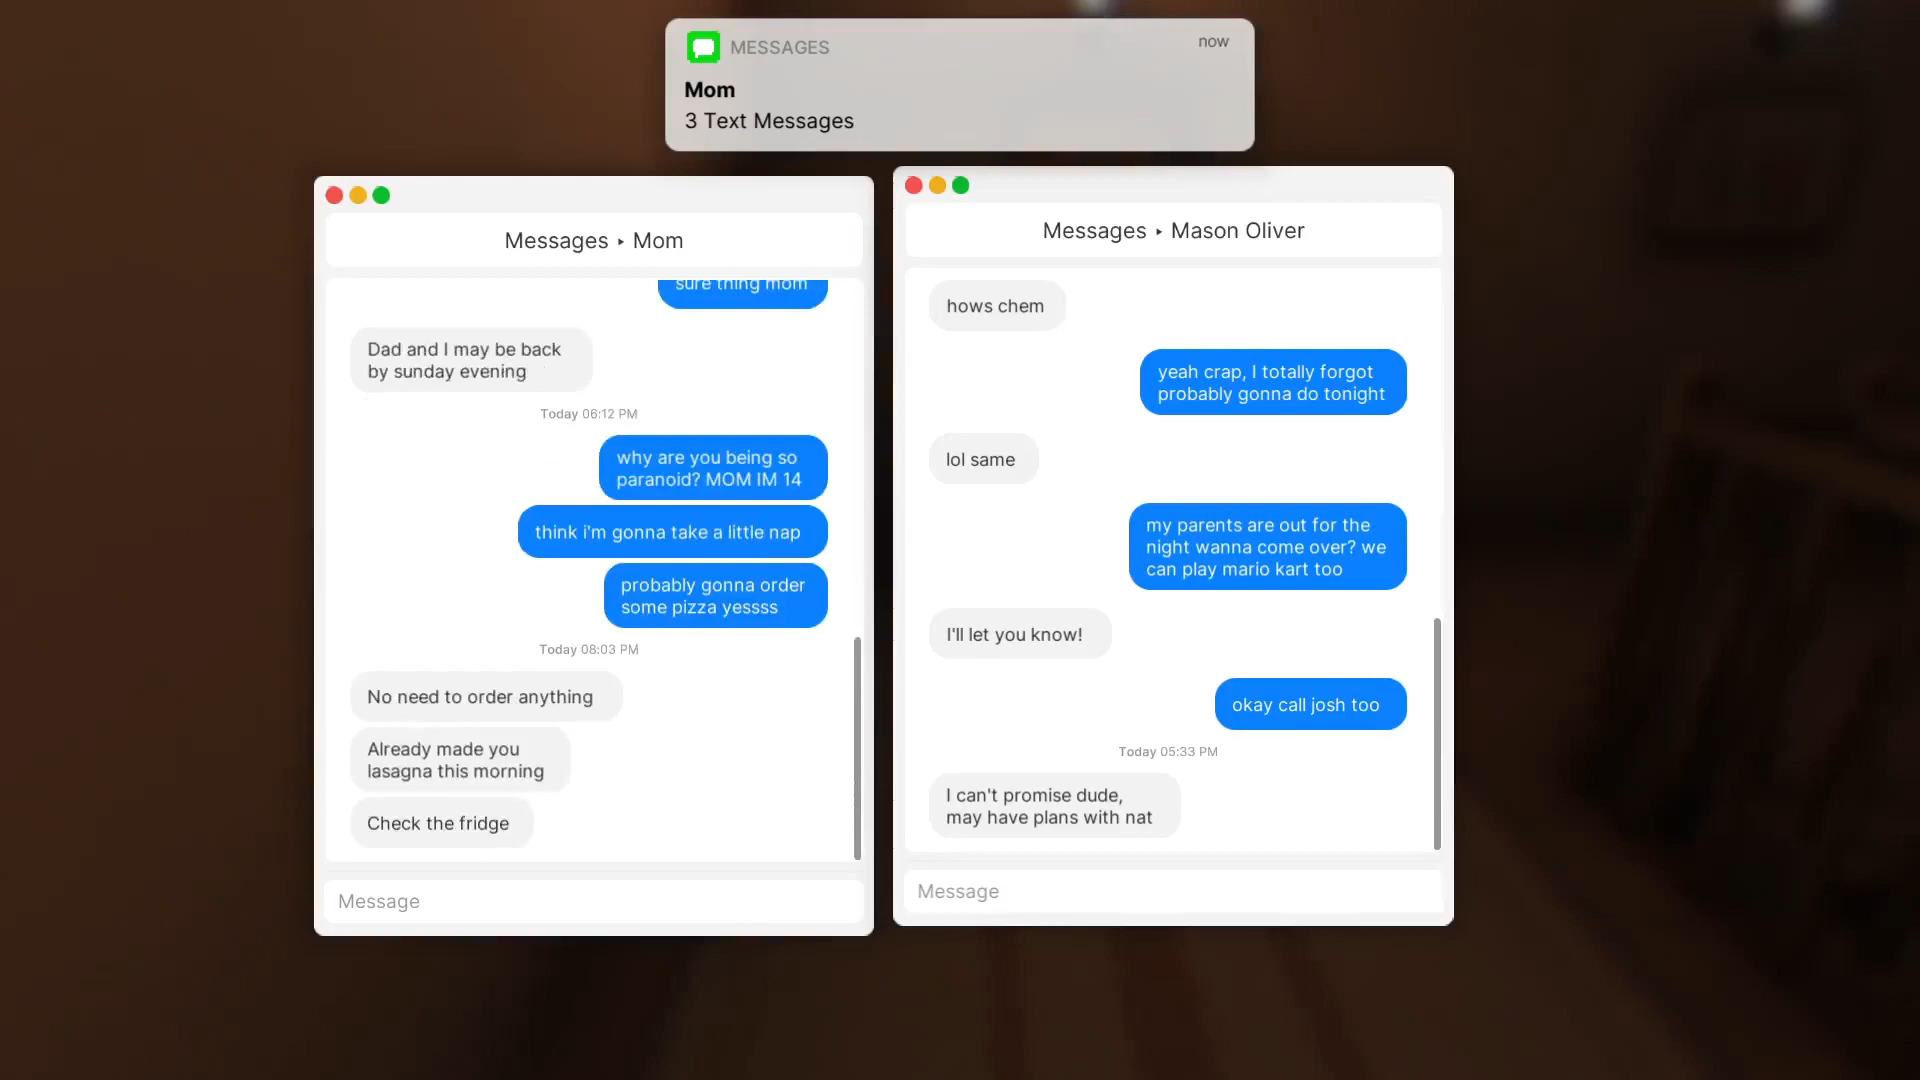 MESSAGES
now
Mom
3 Text Messages
Messages ‣ Mom
sure thing mom
Dad and I may be back
by sunday evening
Today 06:12 PM
why are you being so
paranoid? MOM IM 14
think i'm gonna take a little nap
probably gonna order
some pizza yessss
Today 08:03 PM
No need to order anything
Already made you
lasagna this morning
Check the fridge
Message
Messages ‣ Mason Oliver
hows chem
yeah crap, I totally forgot
probably gonna do tonight
lol same
my parents are out for the
night wanna come over? we
can play mario kart too
I'll let you know!
okay call josh too
Today 05:33 PM
I can't promise dude,
may have plans with nat
Message